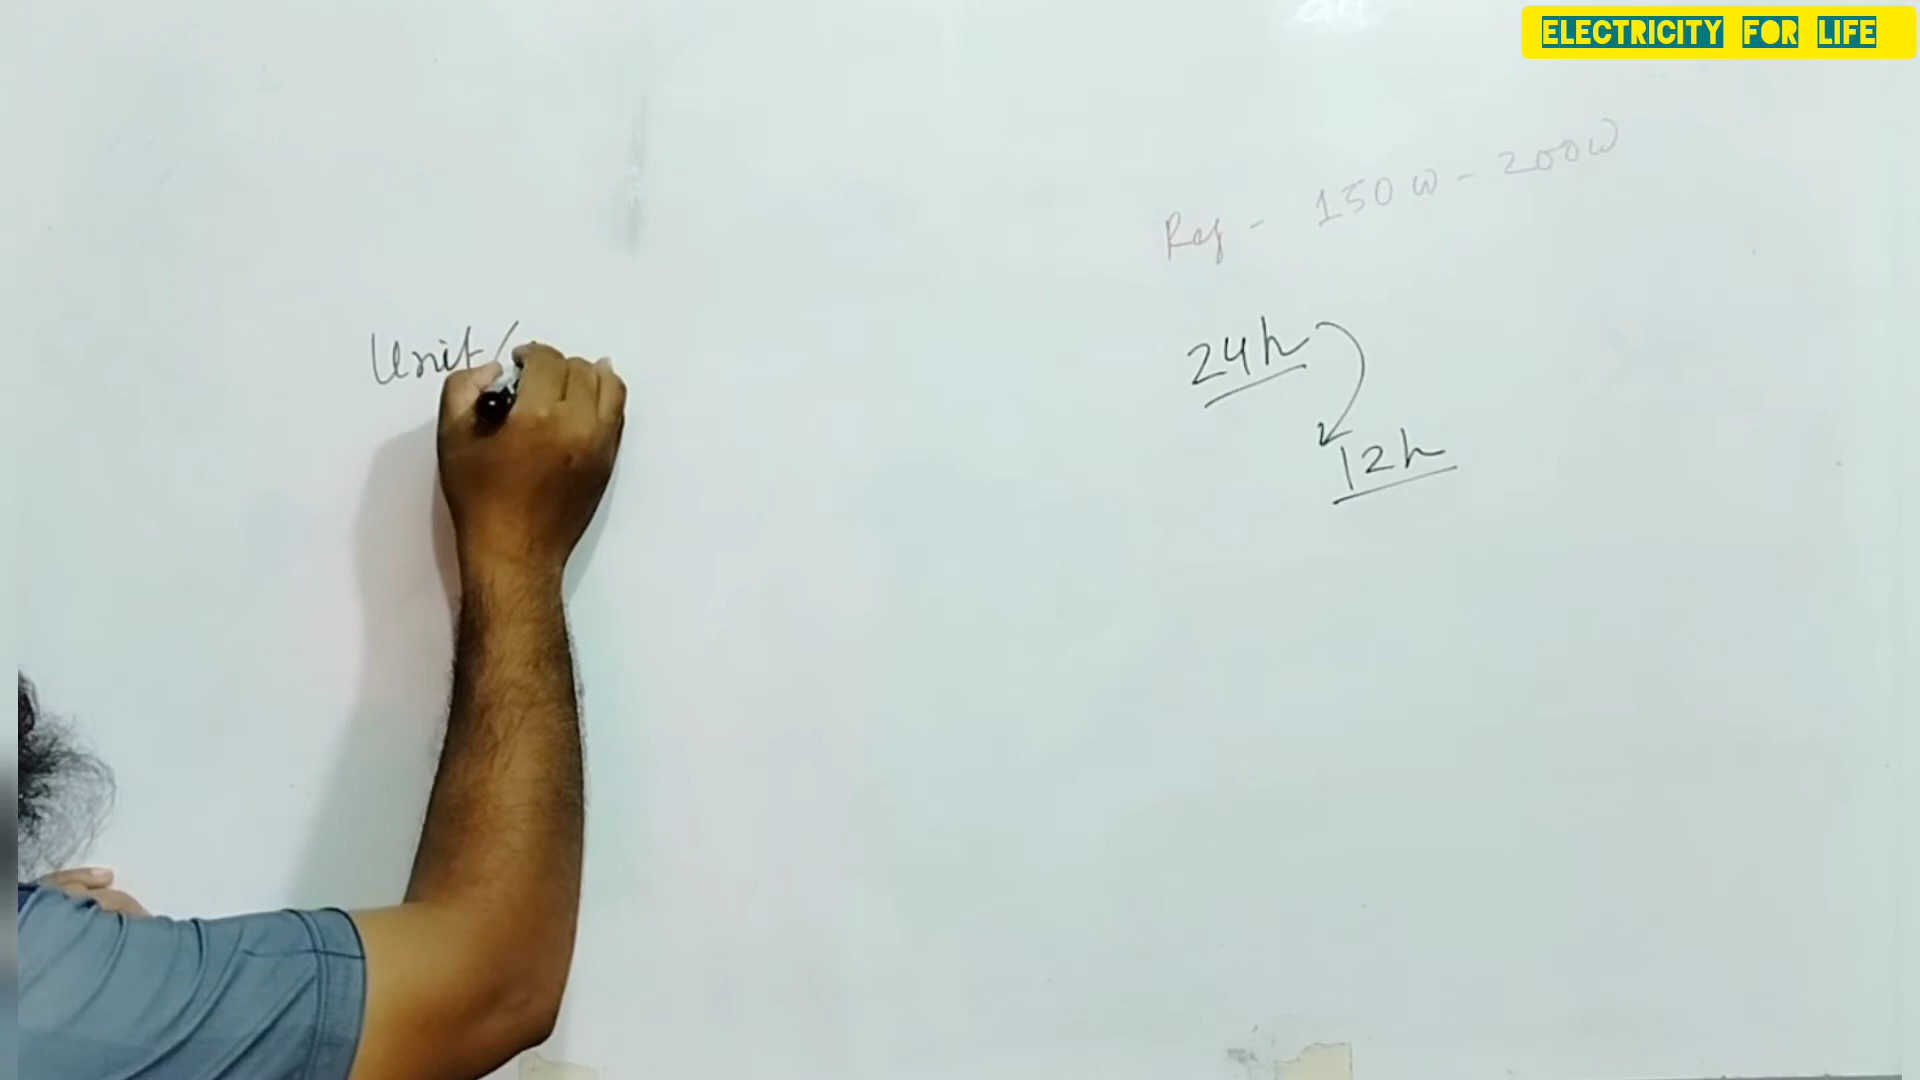 ELECTRICITY FOR LIFE
Ref - 150W - 200W
24h
12h
Unit/